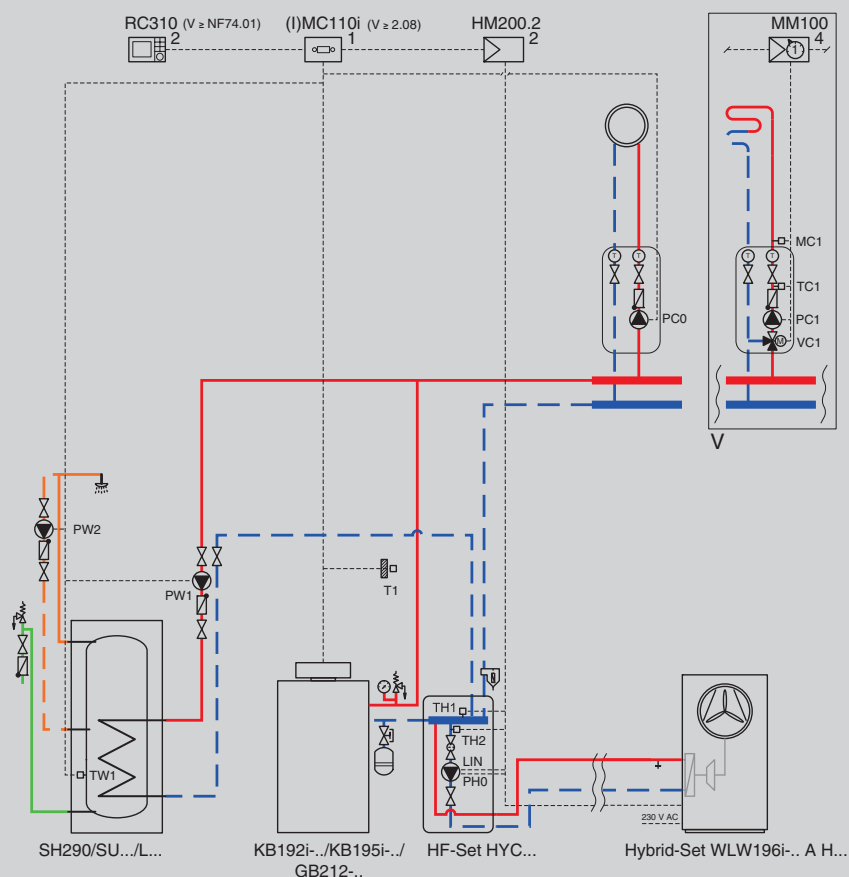 RC310 (V ≥ NF74.01)
2
(I)MC110i (V ≥ 2.08)
1
HM200.2
2
MM100
4
1
T T
PC0
T T
MC1
TC1
PC1
M VC1
V
PW2
PW1
T1
TH1
TH2
LIN
PH0
TW1
230 V AC
SH290/SU.../L...
KB192i-../KB195i-../
GB212-..
HF-Set HYC...
Hybrid-Set WLW196i-.. A H...